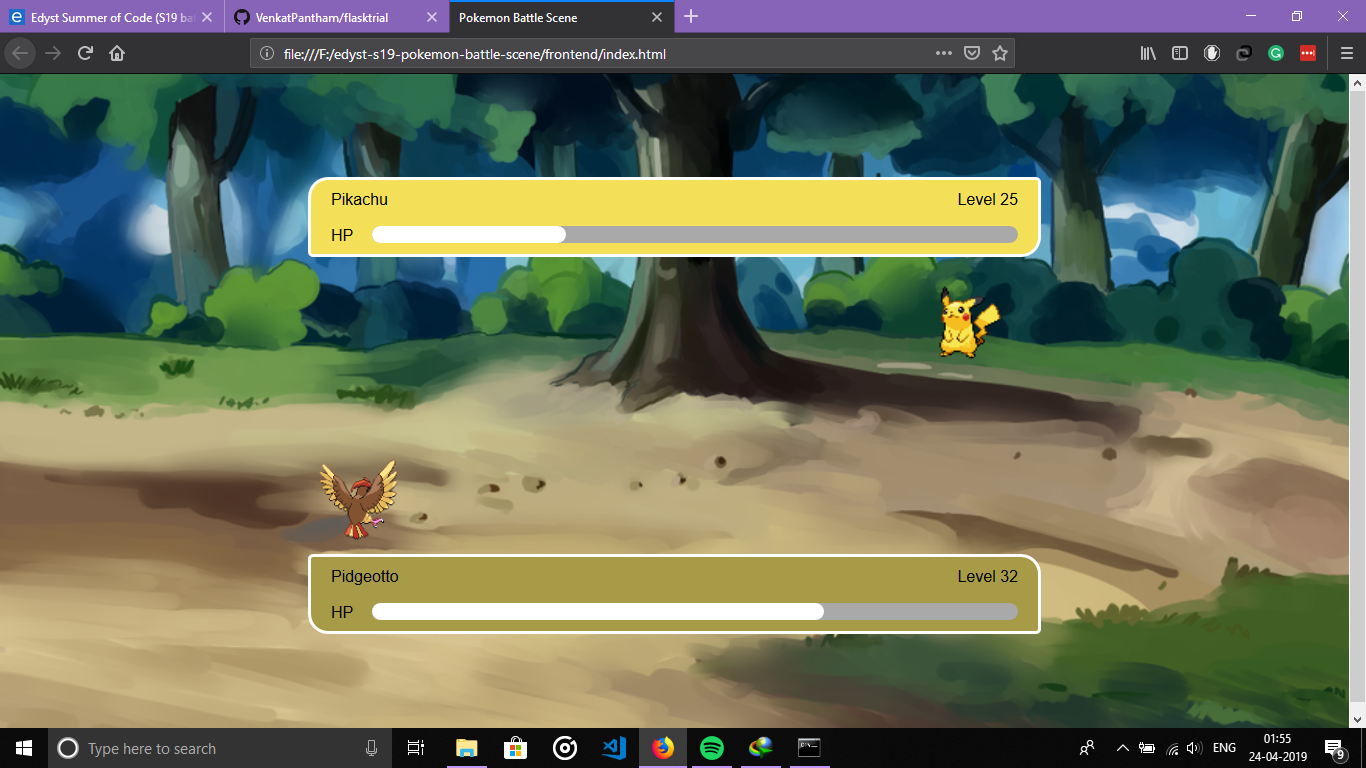 Edyst Summer of Code (S19 ba
VenkatPantham/flasktrial
Pokemon Battle Scene
file:///F:/edyst-s19-pokemon-battle-scene/frontend/index.html
Pikachu
Level 25
HP
Pidgeotto
Level 32
HP
Type here to search
ENG
01:55
24-04-2019
9